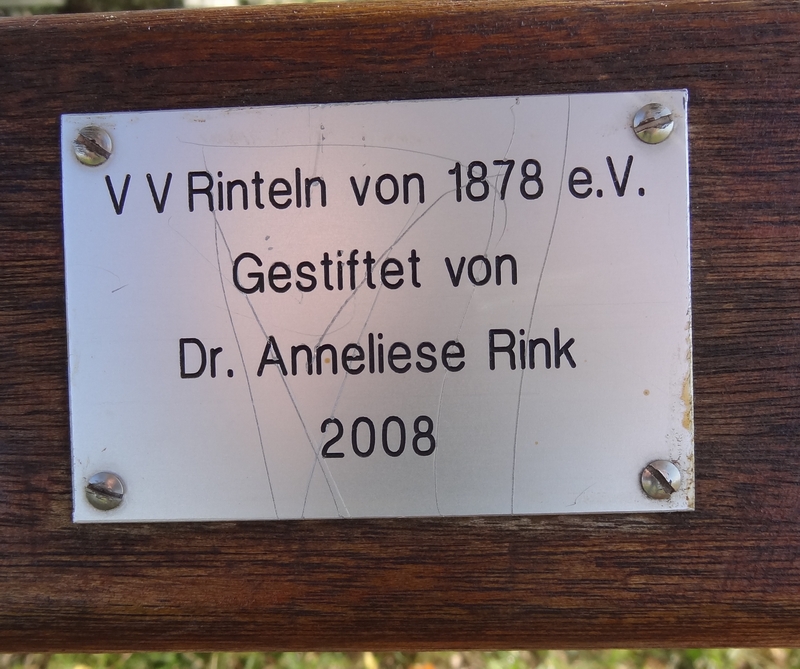 V V Rinteln von 1878 e.V.
Gestiftet von
Dr. Anneliese Rink
2008